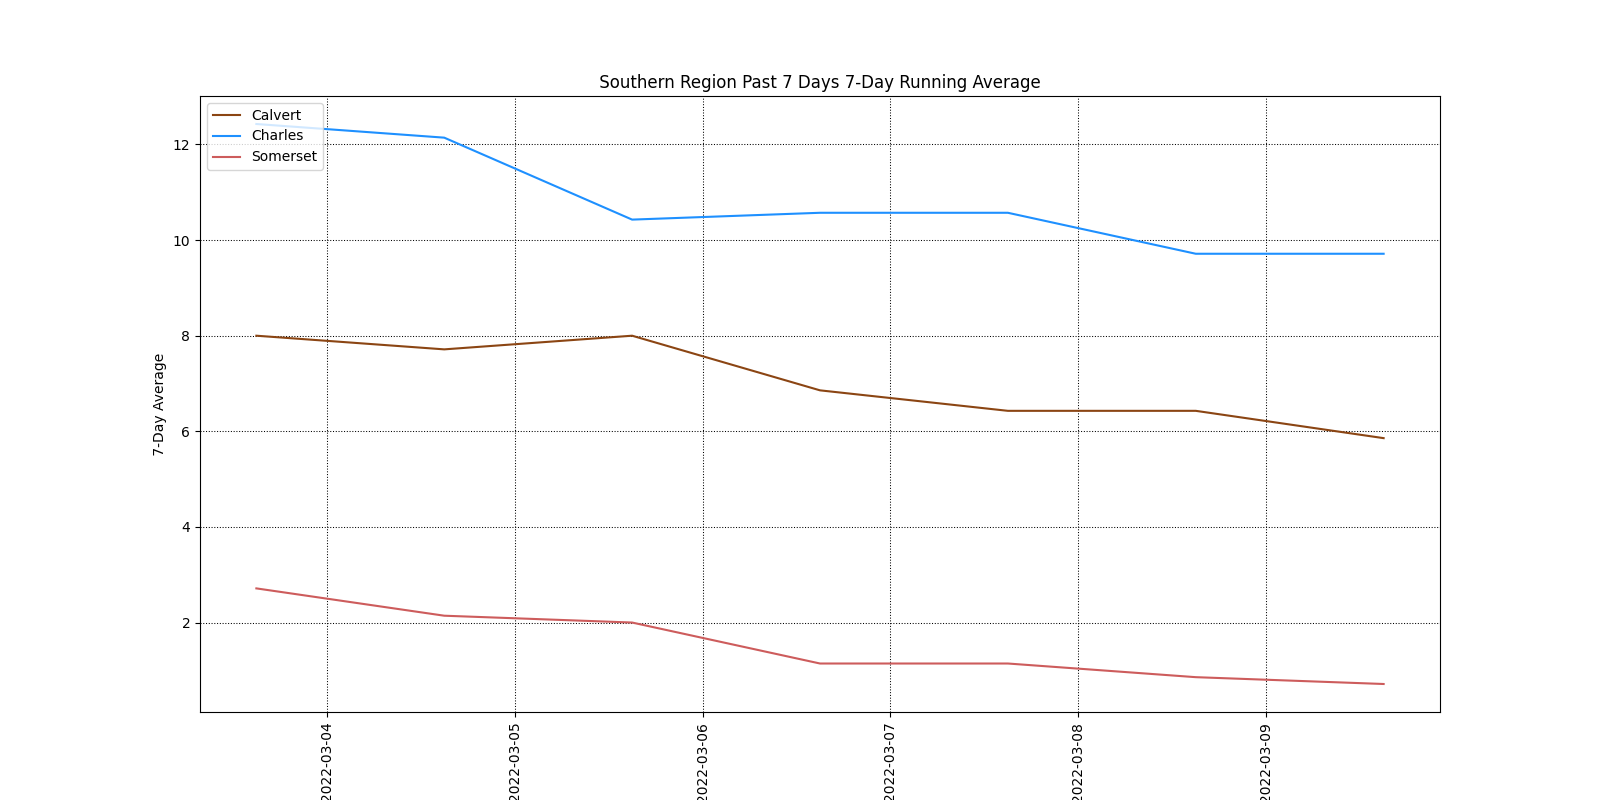 Southern Region Past 7 Days 7-Day Running Average
Calvert
Charles
Somerset
7-Day Average
12
10
8
6
4
2
2022-03-04
2022-03-05
2022-03-06
2022-03-07
2022-03-08
2022-03-09